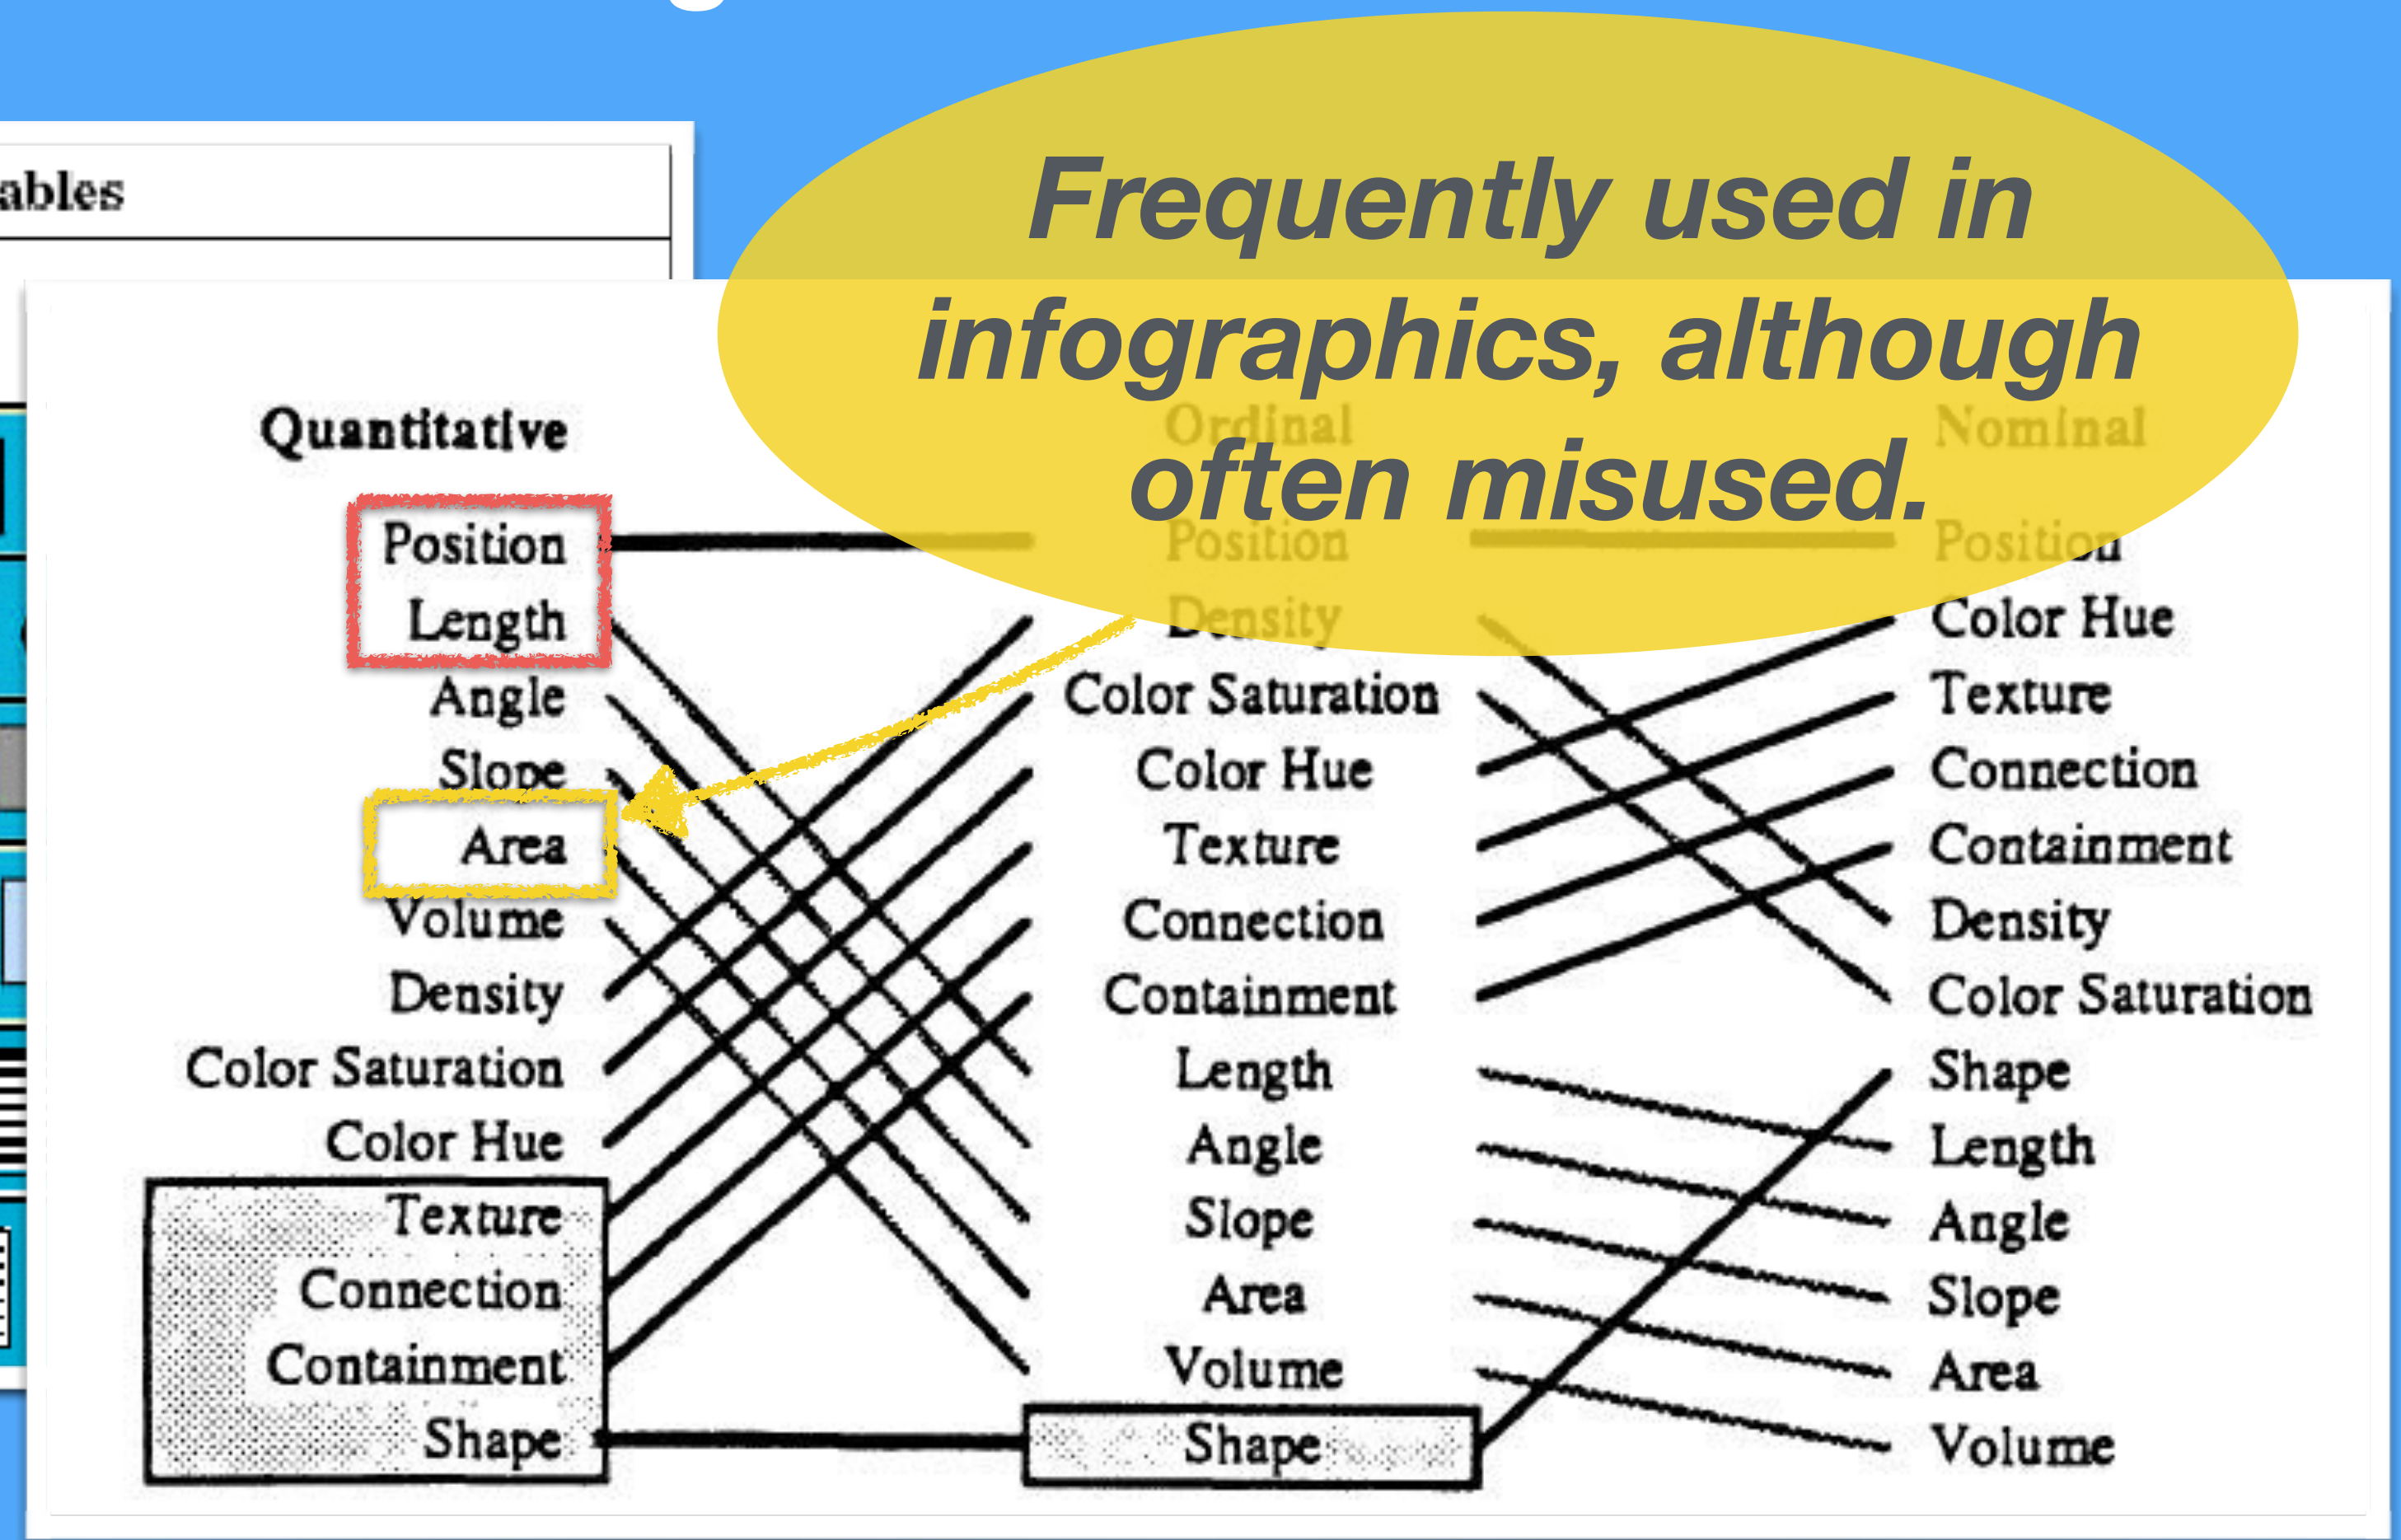 ables
Frequently used in
infographics, although
often misused.
Quantitative
Position
Length
Angle
Slope
Area
Volume
Density
Color Saturation
Color Hue
Texture
Connection
Containment
Shape
Ordinal
Position
Density
Color Saturation
Color Hue
Texture
Connection
Containment
Length
Angle
Slope
Area
Volume
Shape
Nominal
Position
Color Hue
Texture
Connection
Containment
Density
Color Saturation
Shape
Length
Angle
Slope
Area
Volume